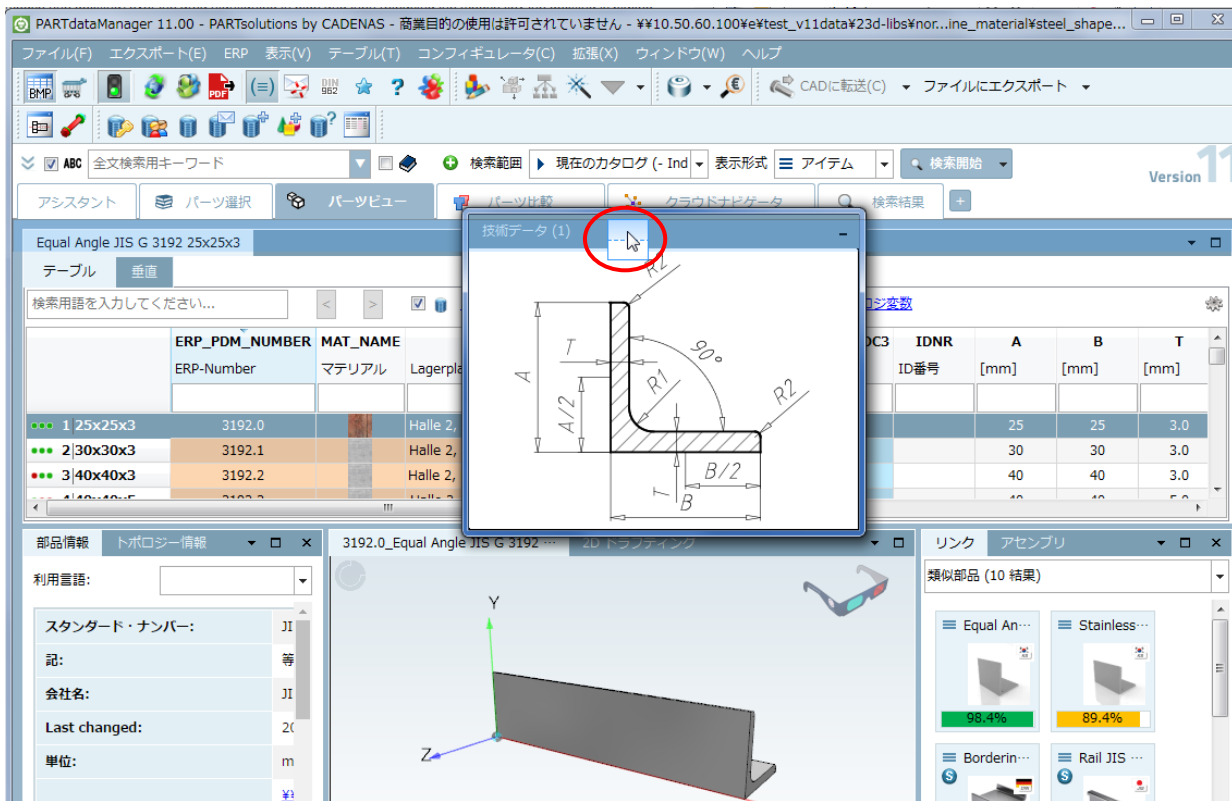 PARTdataManager 11.00 - PARTsolutions by CADENAS - 商業目的の使用は許可されていません - ¥¥10.50.60.100¥e¥test_v11data¥23d-libs¥nor...ine_material¥steel_shape...
ファイル(F) エクスポート(E) ERP 表示(V) テーブル(T) コンフィギュレータ(C) 拡張(X) ウィンドウ(W) ヘルプ
BMP PDF (=) DIN 962 ? € CADに転送(C) ファイルにエクスポート
ABC 全文検索用キーワード 検索範囲 現在のカタログ (- Ind 表示形式 アイテム 検索開始
Version 11
アシスタント パーツ選択 パーツビュー パーツ比較 クラウドナビゲータ 検索結果 +
Equal Angle JIS G 3192 25x25x3 技術データ (1)
テーブル 垂直
検索用語を入力してください... < > ロジ変数
ERP_PDM_NUMBER MAT_NAME IDNR A B T
ERP-Number マテリアル Lagerpla ID番号 [mm] [mm] [mm]
1 25x25x3 3192.0 Halle 2, 25 25 3.0
2 30x30x3 3192.1 Halle 2, 30 30 3.0
3 40x40x3 3192.2 Halle 2, 40 40 3.0
R2
T 90°
A R1 R2
A/2
T B/2
B
部品情報 トポロジー情報 3192.0_Equal Angle JIS G 3192 ... 2D ドラフティング リンク アセンブリ
利用言語: 類似部品 (10 結果)
スタンダード・ナンバー: JI
記: 等
会社名: JI
Last changed: 20
単位: m
Y
Z
Equal An... Stainless...
98.4% 89.4%
Borderin... Rail JIS ...
S S